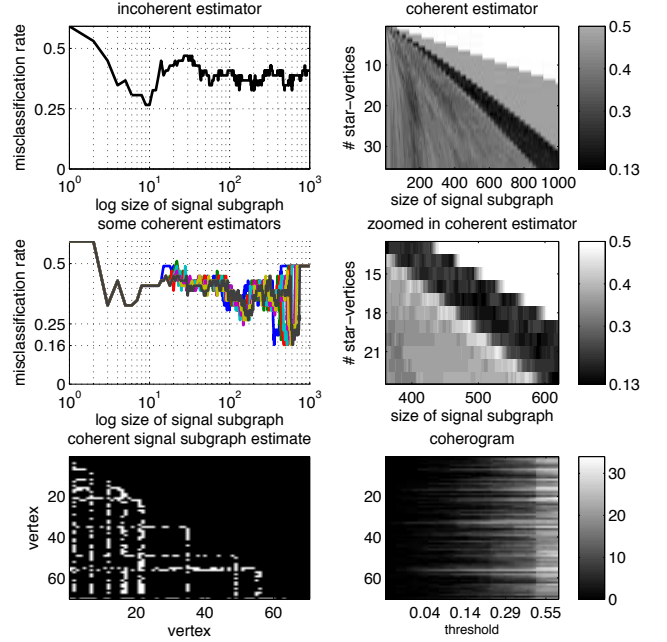 incoherent estimator
misclassification rate
0.5
0.25
0
10^0 10^1 10^2 10^3
log size of signal subgraph
coherent estimator
# star-vertices
10
20
30
200 400 600 800 1000
size of signal subgraph
0.5
0.4
0.3
0.13
some coherent estimators
misclassification rate
0.5
0.25
0.16
0
10^0 10^1 10^2 10^3
log size of signal subgraph
zoomed in coherent estimator
# star-vertices
15
18
21
400 500 600
size of signal subgraph
0.5
0.4
0.3
0.13
coherent signal subgraph estimate
vertex
20
40
60
20 40 60
vertex
coherogram
20
40
60
0.04 0.14 0.29 0.55
threshold
30
20
10
0